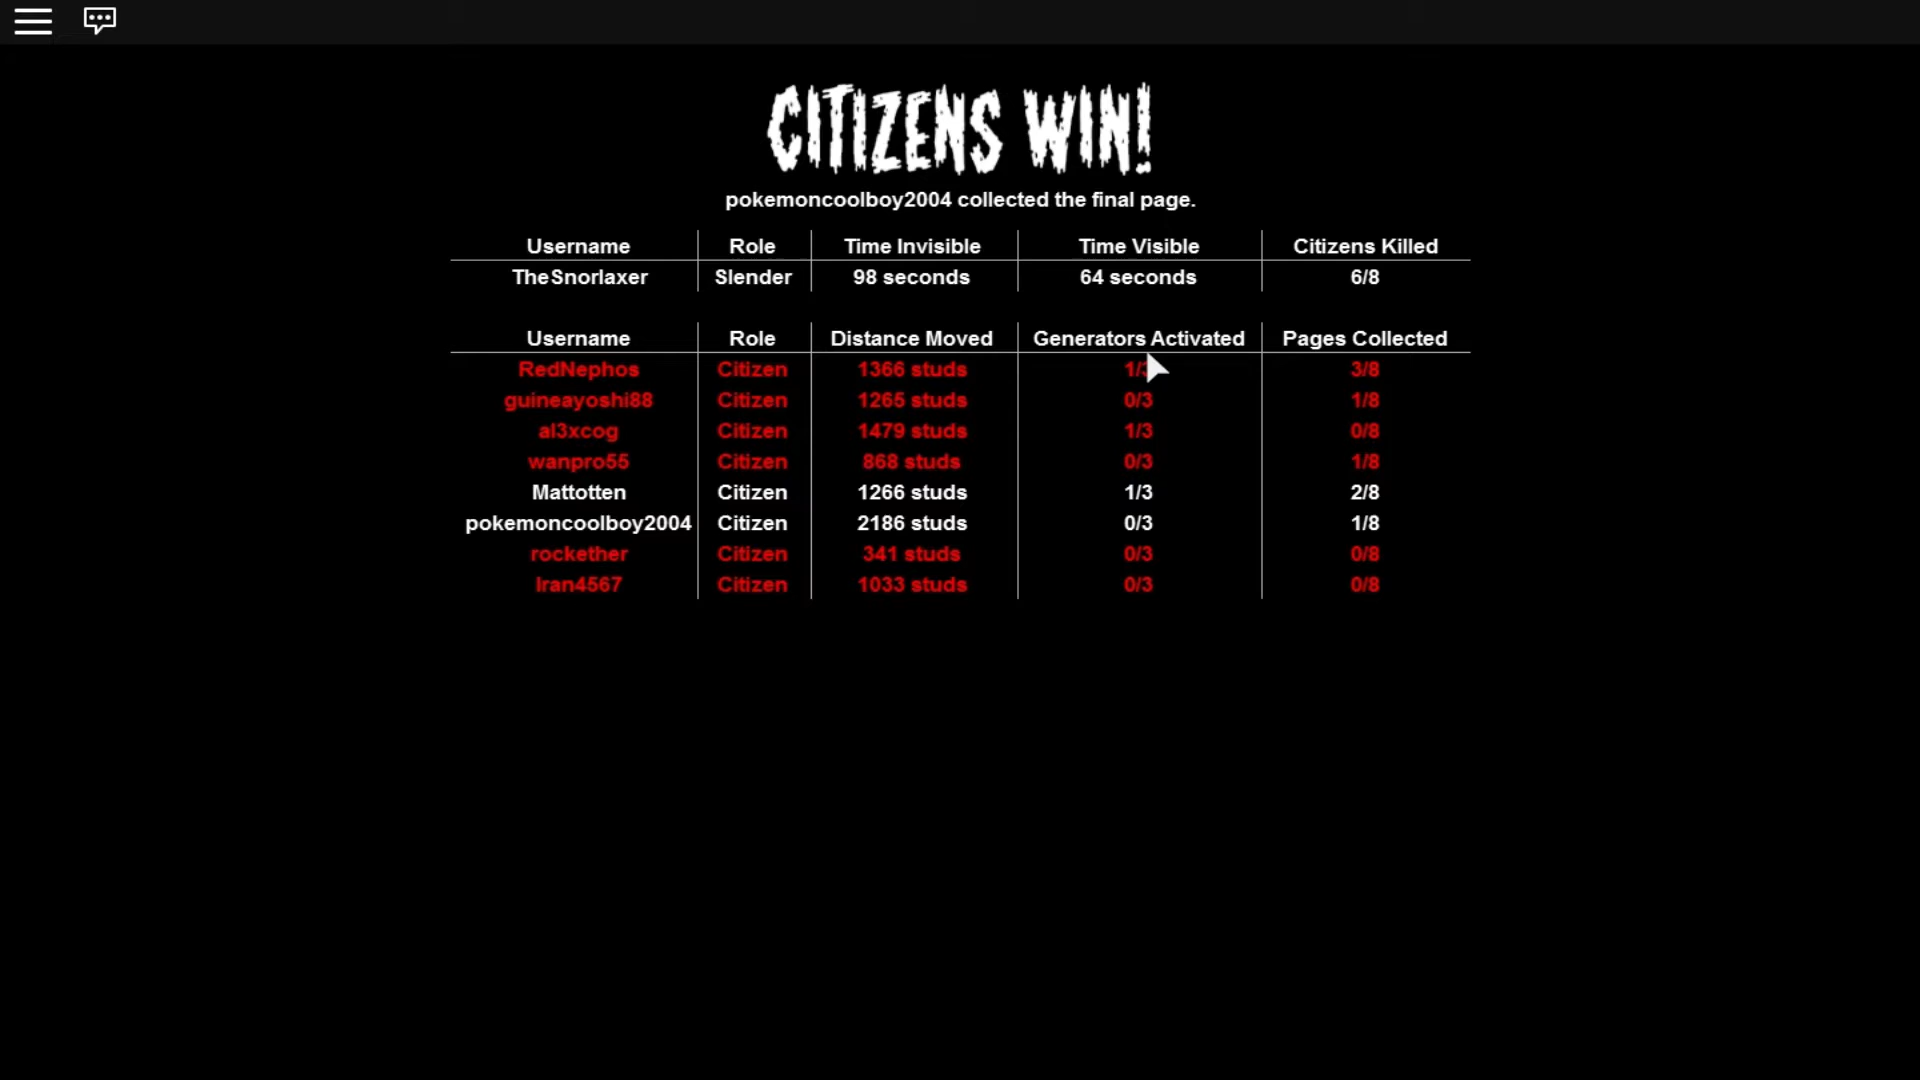 CITIZENS WIN!
pokemoncoolboy2004 collected the final page.
Username Role Time Invisible Time Visible Citizens Killed
TheSnorlaxer Slender 98 seconds 64 seconds 6/8
Username Role Distance Moved Generators Activated Pages Collected
RedNephos Citizen 1366 studs 1/3 3/8
guineayoshi88 Citizen 1265 studs 0/3 1/8
al3xcog Citizen 1479 studs 1/3 0/8
wanpro55 Citizen 868 studs 0/3 1/8
Mattotten Citizen 1266 studs 1/3 2/8
pokemoncoolboy2004 Citizen 2186 studs 0/3 1/8
rockether Citizen 341 studs 0/3 0/8
Iran4567 Citizen 1033 studs 0/3 0/8